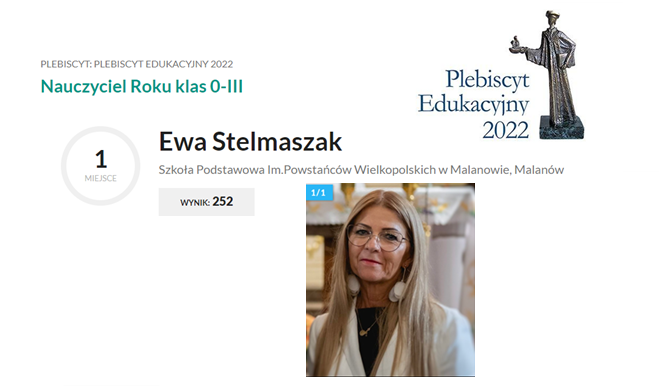 PLEBISCYT: PLEBISCYT EDUKACYJNY 2022
Nauczyciel Roku klas 0-III
Plebiscyt
Edukacyjny
2022
1
MIEJSCE
Ewa Stelmaszak
Szkoła Podstawowa Im.Powstańców Wielkopolskich w Malanowie, Malanów
WYNIK: 252
1/1